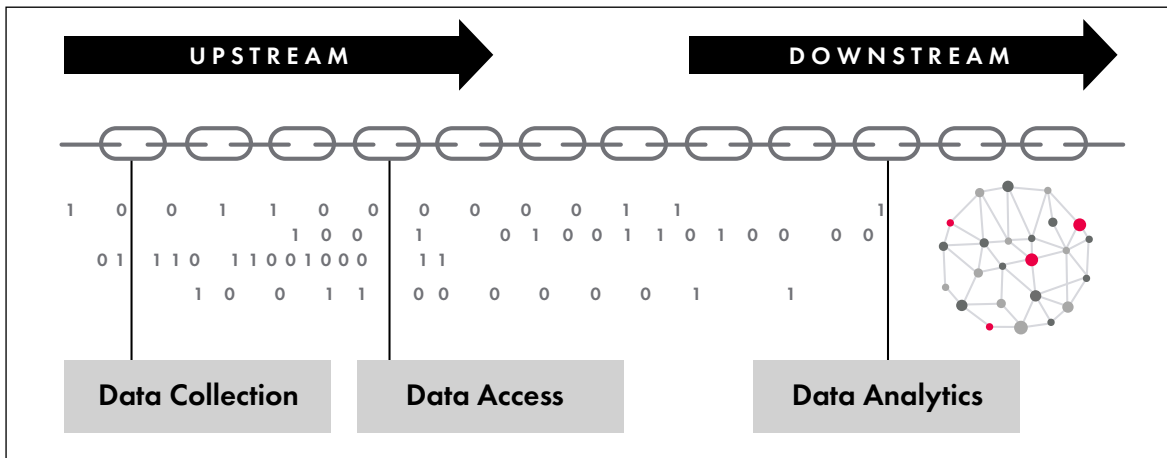 UPSTREAM
DOWNSTREAM
1 0 0 1 1 0 0 0 0 0 0 1 1 1
1 0 0 1 0 1 0 0 1 1 0 1 0 0 0 0
0 1 1 1 0 1 1 0 0 1 0 0 0 1 1
1 0 0 1 1 0 0 0 0 0 0 1 1
Data Collection
Data Access
Data Analytics